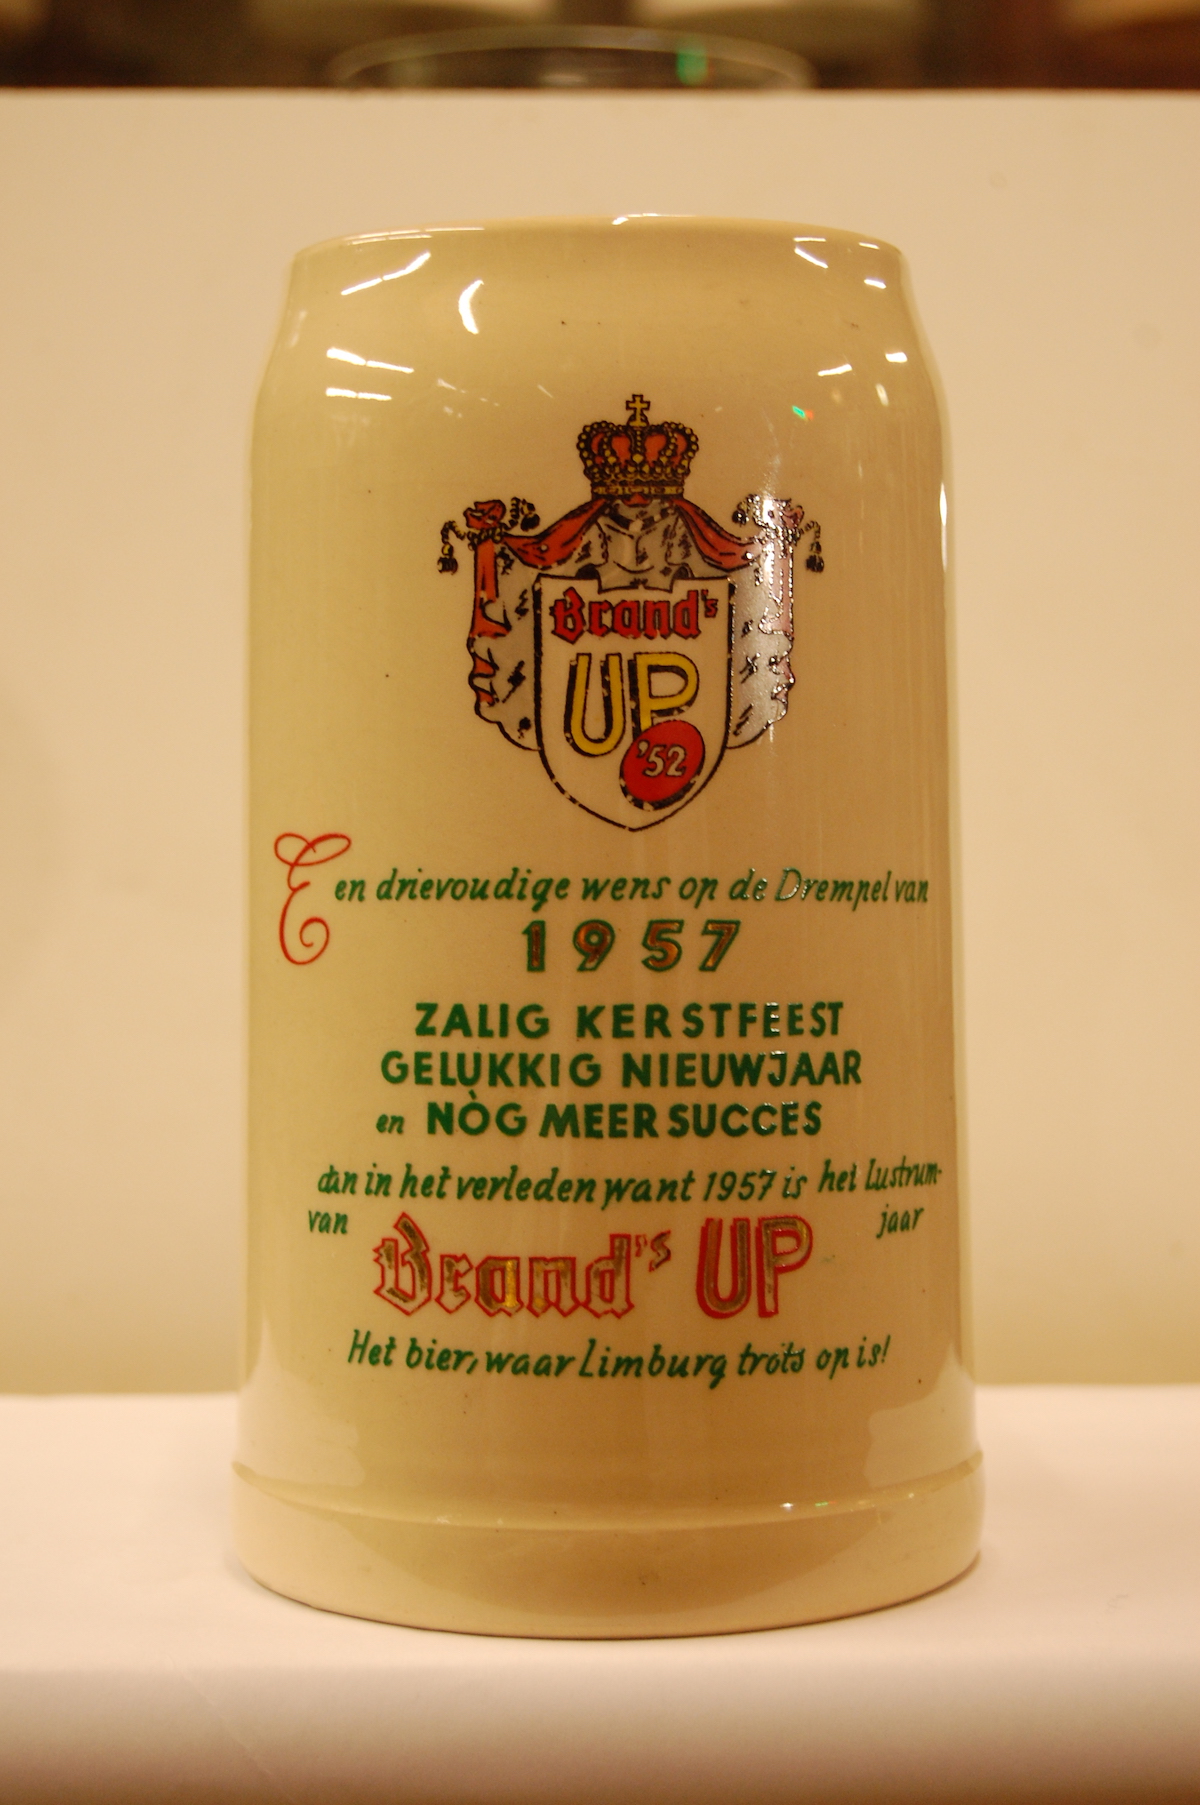 Brand's
UP
'52
Een drievoudige wens op de Drempel van
1957
ZALIG KERSTFEEST
GELUKKIG NIEUWJAAR
en NÒG MEER SUCCES
dan in het verleden, want 1957 is het Lustrum-
van jaar
Brand's UP
Het bier, waar Limburg trots op is!